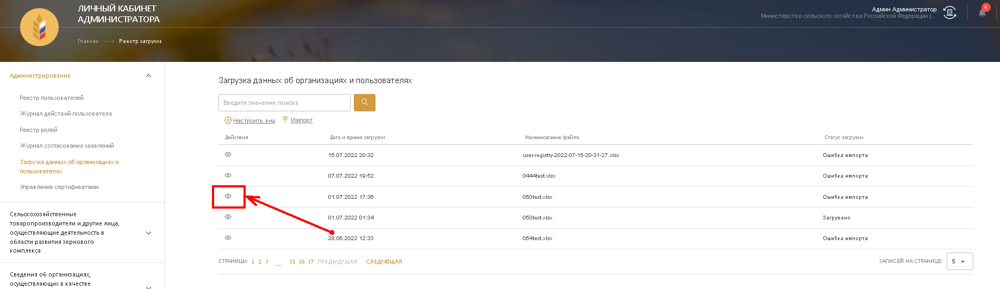 ЛИЧНЫЙ КАБИНЕТ
АДМИНИСТРАТОРА
Админ Администратор
Министерство сельского хозяйства Российской Федерации (...
6
Главная
Реестр загрузок
Администрирование
Реестр пользователей
Журнал действий пользователя
Реестр ролей
Журнал согласования заявлений
Загрузка данных об организациях и
пользователях
Управление сертификатами
Сельскохозяйственные
товаропроизводители и другие лица,
осуществляющие деятельность в
области развития зернового
комплекса
Сведения об организациях,
осуществляющих в качестве
Загрузка данных об организациях и пользователях
Введите значение поиска
Настроить вид Импорт
Действия Дата и время загрузки Наименование файла Статус загрузки
15.07.2022 20:32 user-registry-2022-07-15-20-31-27.xlsx Ошибка импорта
07.07.2022 19:52 0444test.xlsx Ошибка импорта
01.07.2022 17:36 050test.xlsx Ошибка импорта
01.07.2022 01:34 050test.xlsx Загружено
28.06.2022 12:33 054test.xlsx Ошибка импорта
СТРАНИЦЫ: 1 2 3 ... 15 16 17 ПРЕДЫДУЩАЯ СЛЕДУЮЩАЯ ЗАПИСЕЙ НА СТРАНИЦЕ: 5